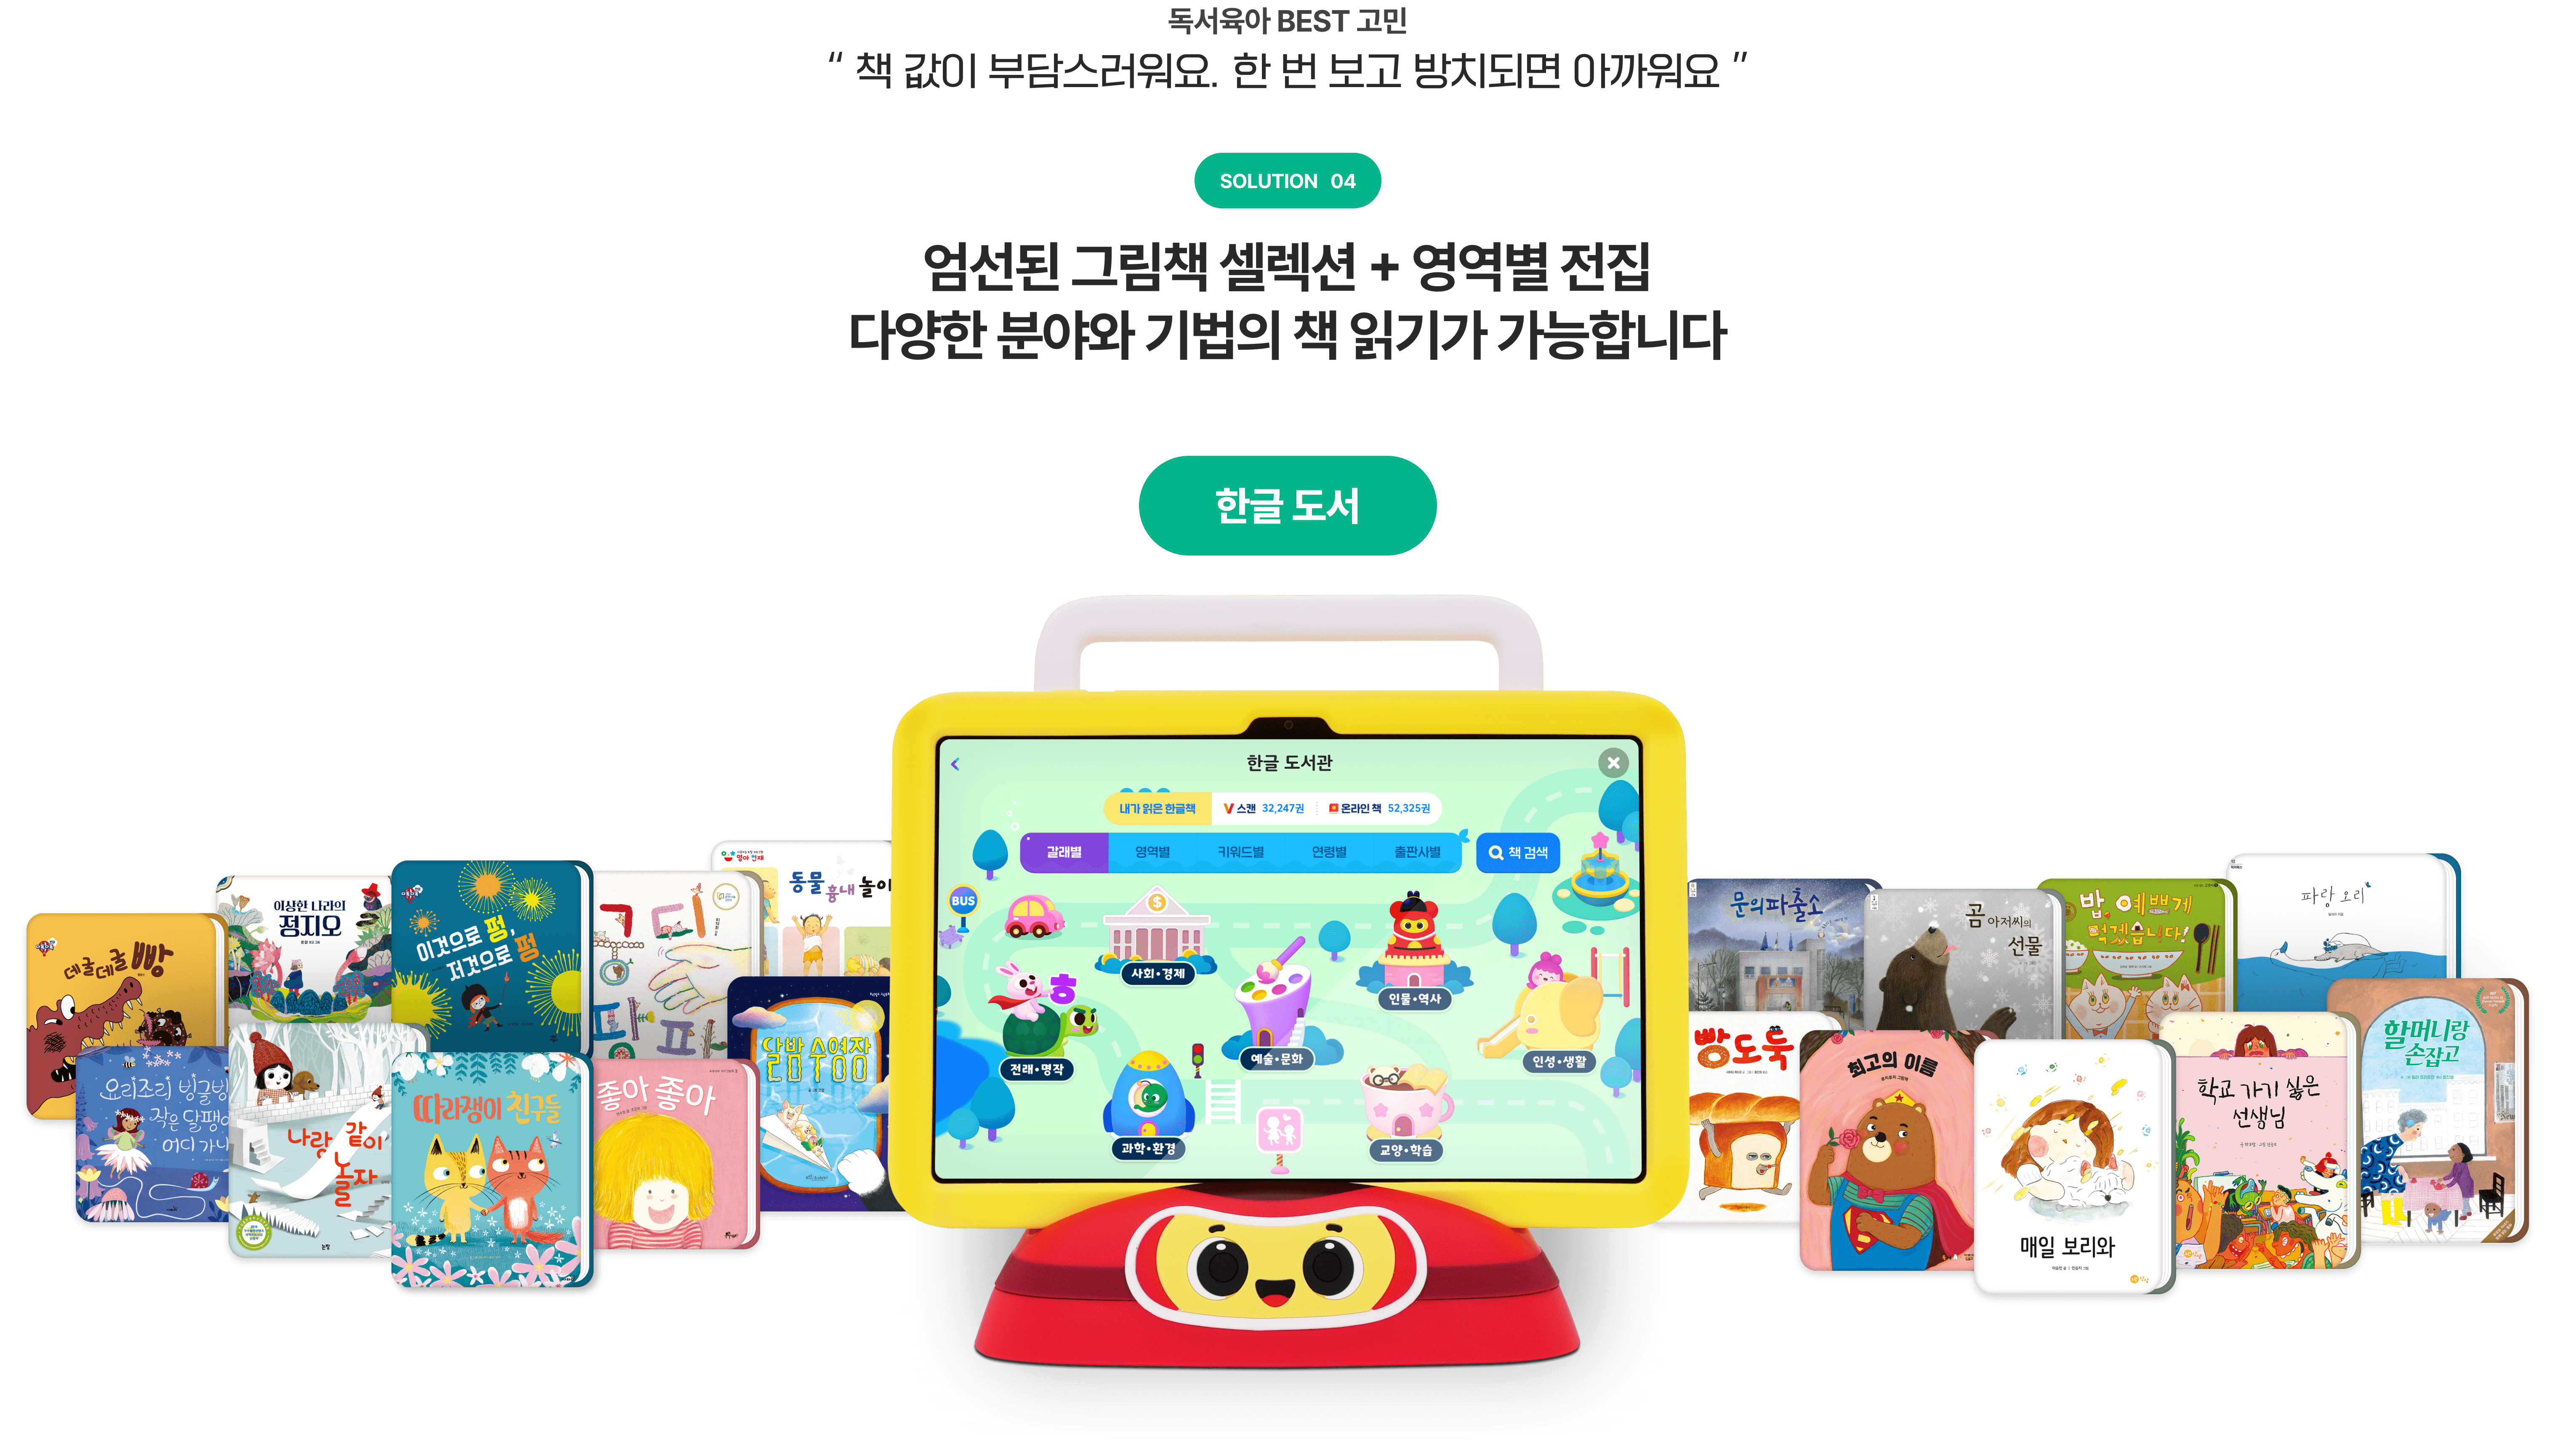 독서육아 BEST 고민
“ 책 값이 부담스러워요. 한 번 보고 방치되면 아까워요 ”
SOLUTION 04
엄선된 그림책 셀렉션 + 영역별 전집
다양한 분야와 기법의 책 읽기가 가능합니다
한글 도서
한글 도서관
내가 읽은 한글책 스캔 32,247권 온라인 책 52,325권
갈래별 영역별 키워드별 연령별 출판사별 책 검색
BUS
사회•경제
인물•역사
전래•명작
예술•문화
인성•생활
과학•환경
교양•학습
데굴데굴 빵
이상한 나라의
정지오
이것으로 펑,
저것으로 펑
동물 흉내 놀이
요리조리 빙글빙
작은 달팽
어디 가니
나랑 같이
놀자
따라쟁이 친구들
좋아 좋아
달밤 수영장
문의파출소
곰 아저씨의
선물
밥, 예쁘게
먹겠습니다!
파랑 오리
빵도둑
최고의 이름
매일 보리와
학교 가기 싫은
선생님
할머니랑
손잡고